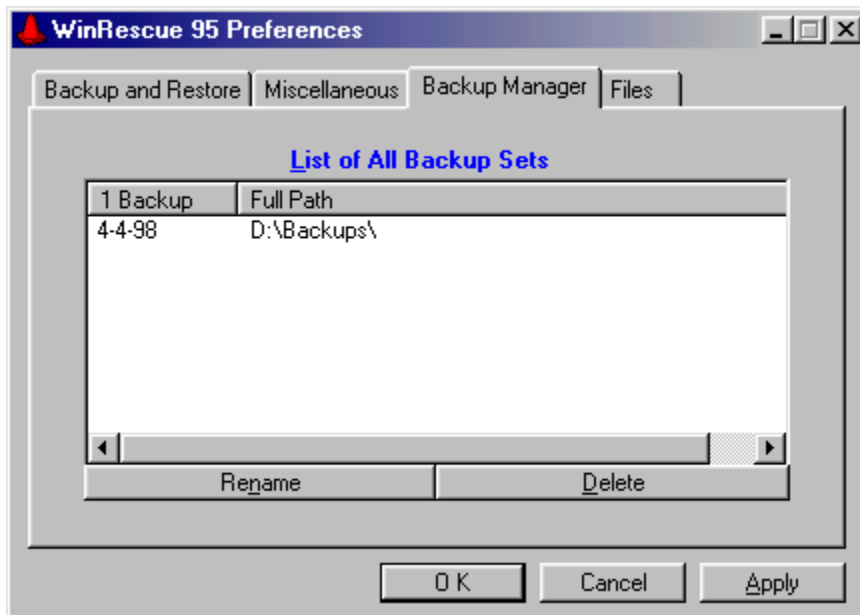 WinRescue 95 Preferences
Backup and Restore Miscellaneous Backup Manager Files
List of All Backup Sets
1 Backup Full Path
4-4-98 D:\Backups\
Rename Delete
O K Cancel Apply